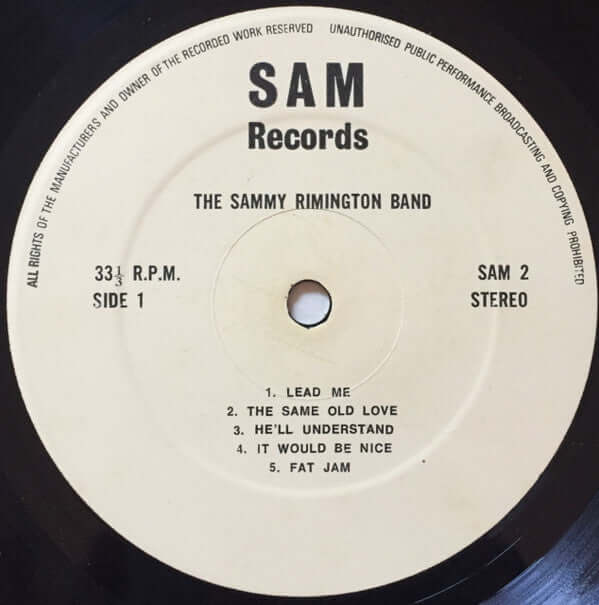 ALL RIGHTS OF THE MANUFACTURERS AND OWNER OF THE RECORDED WORK RESERVED UNAUTHORISED PUBLIC PERFORMANCE BROADCASTING AND COPYING PROHIBITED
SAM
Records
THE SAMMY RIMINGTON BAND
33⅓ R.P.M.
SIDE 1
SAM 2
STEREO
1. LEAD ME
2. THE SAME OLD LOVE
3. HE'LL UNDERSTAND
4. IT WOULD BE NICE
5. FAT JAM